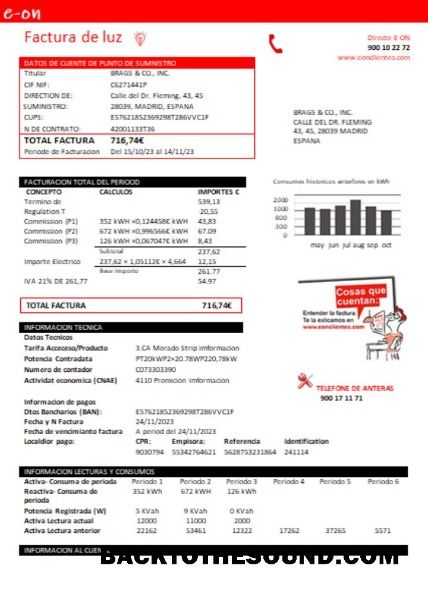 e-on
Factura de luz
Directe E ON
900 10 22 72
www.eonclientes.com
DATOS DE CLIENTE DE PUNTO DE SUMINISTRO
Titular BRAGS & CO., INC.
CIF NIF: C6271441P
DIRECTION DE: Calle del Dr. Fleming, 43, 45
SUMINISTRO: 28039, MADRID, ESPANA
CUPS: E57621852369298T286VVC1F
N DE CONTRATO: 42001133T36
TOTAL FACTURA 716,74€
Periode de Facturacion Del 15/10/23 al 14/11/23
BRAGS & CO., INC.
CALLE DEL DR. FLEMING
43, 45, 28039 MADRID
ESPANA
FACTURACION TOTAL DEL PERIODO
CONCEPTO CALCULOS IMPORTES €
Termino de 539,13
Regulation T 20,55
Commission (P1) 352 kWH ×0,124458€ kWH 43,83
Commission (P2) 672 kWH ×0,996566€ kWH 67.09
Commission (P3) 126 kWH ×0,067047€ kWH 8,43
Subtotal 237,62
Importe Electrico 237,62 × 1,05112€ × 4,664 12,15
Base Imponto 261.77
IVA 21% DE 261,77 54.97
TOTAL FACTURA 716,74€
Consumos historicos anteriores en kWh
2000
1000
800
300
0
may jun jul aug sep oct
Cosas que
cuentan:
Entender la factura.
Te la exlicamos en
www.eonclientes.com
TELEFONE DE ANTERAS
900 17 11 71
INFORMACION TECNICA
Datos Tecnicos
Tarifa Acceceso/Producto 3.CA Morado Strip imformadion
Potencia Contradata PT20kWP2×20.78WP220,78kW
Numero de contador C073303390
Actividat economica (CNAE) 4110 Promicion imformacion
Informacion de pagos
Dtos Bancharios (BAN): E57621852369298T286VVC1F
Fecha y N Factura 24/11/2023
Fecha de vencimianto factura A period del 24/11/2023
Localdior pago: CPR: Emplsora: Referencia Identification
9030794 55342764621 5628753231864 241114
INFORMACION LECTURAS Y CONSUMOS
Activa- Consuma de periodo Periodo 1 Periodo 2 Periodo 3 Periodo 4 Periodo 5 Periodo 6
Reactiva- Consuma de periodo 352 kWH 672 kWH 126 kWH
Potencia Registrada (W) 5 KVah 9 KVah 0 KVah
Activa Lectura actual 12000 11000 2000
Activa Lectura anterior 22162 53461 12322 17262 37265 5571
INFORMACION AL CLIEN
BACKTOTHESOUND.COM